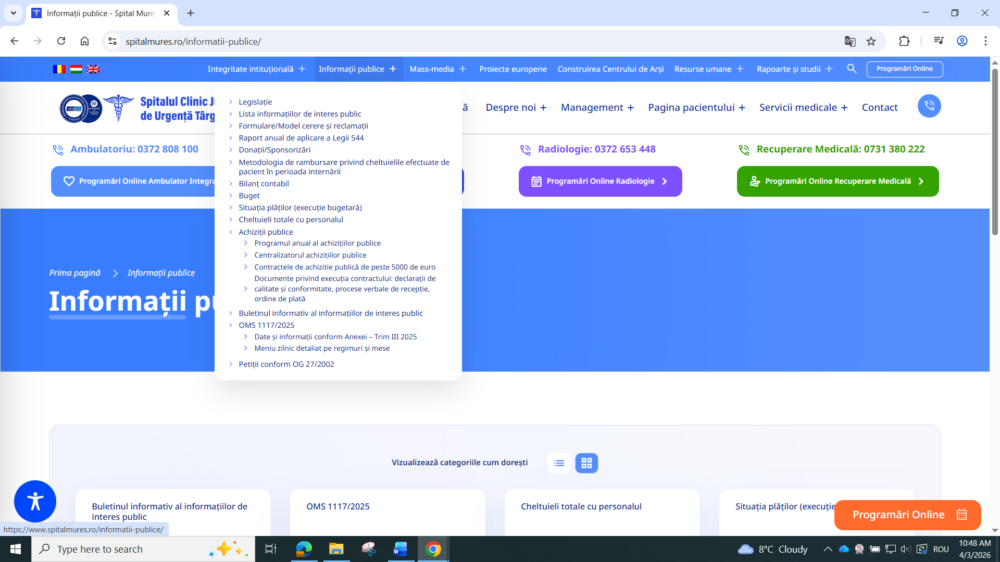 Informații publice - Spital Mure
spitalmures.ro/informatii-publice/
Integritate intituțională
Informații publice
Mass-media
Proiecte europene
Construirea Centrului de Arși
Resurse umane
Rapoarte și studii
Programări Online
Spitalul Clinic J
de Urgență Târg
ă
Despre noi
Management
Pagina pacientului
Servicii medicale
Contact
Ambulatoriu: 0372 808 100
Radiologie: 0372 653 448
Recuperare Medicală: 0731 380 222
Programări Online Ambulator Integra
Programări Online Radiologie
Programări Online Recuperare Medicală
Legislație
Lista informațiilor de interes public
Formulare/Model cerere și reclamații
Raport anual de aplicare a Legii 544
Donații/Sponsorizări
Metodologia de rambursare privind cheltuielile efectuate de
pacient în perioada internării
Bilanț contabil
Buget
Situația plăților (execuție bugetară)
Cheltuieli totale cu personalul
Achiziții publice
Programul anual al achizițiilor publice
Centralizatorul achizițiilor publice
Contractele de achizitie publică de peste 5000 de euro
Documente privind execuția contractului: declarații de
calitate și conformitate, procese verbale de recepție,
ordine de plată
Buletinul informativ al informațiilor de interes public
OMS 1117/2025
Date și informații conform Anexei – Trim III 2025
Meniu zilnic detaliat pe regimuri și mese
Petiții conform OG 27/2002
Prima pagină
Informații publice
Informații pu
Vizualizează categoriile cum dorești
Buletinul informativ al informațiilor de
interes public
OMS 1117/2025
Cheltuieli totale cu personalul
Situația plăților (execuție
Programări Online
https://www.spitalmures.ro/informatii-publice/
Type here to search
8°C Cloudy
ROU
10:48 AM
4/3/2026